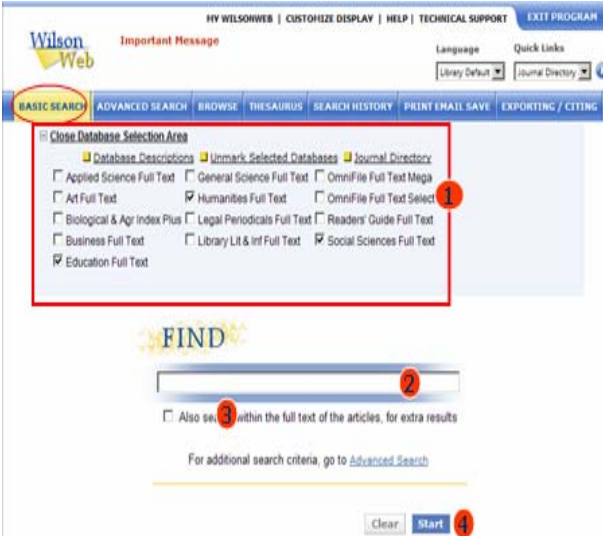 MY WILSONWEB | CUSTOMIZE DISPLAY | HELP | TECHNICAL SUPPORT EXIT PROGRAM
Wilson Web
Important Message
Language Quick Links
Library Default Journal Directory
BASIC SEARCH ADVANCED SEARCH BROWSE THESAURUS SEARCH HISTORY PRINT EMAIL SAVE EXPORTING / CITING
Close Database Selection Area
Database Descriptions Unmark Selected Databases Journal Directory
Applied Science Full Text General Science Full Text OmniFile Full Text Mega
Art Full Text Humanities Full Text OmniFile Full Text Select 1
Biological & Agr Index Plus Legal Periodicals Full Text Readers' Guide Full Text
Business Full Text Library Lit & Inf Full Text Social Sciences Full Text
Education Full Text
FIND
2
Also sea 3 within the full text of the articles, for extra results
For additional search criteria, go to Advanced Search
Clear Start 4